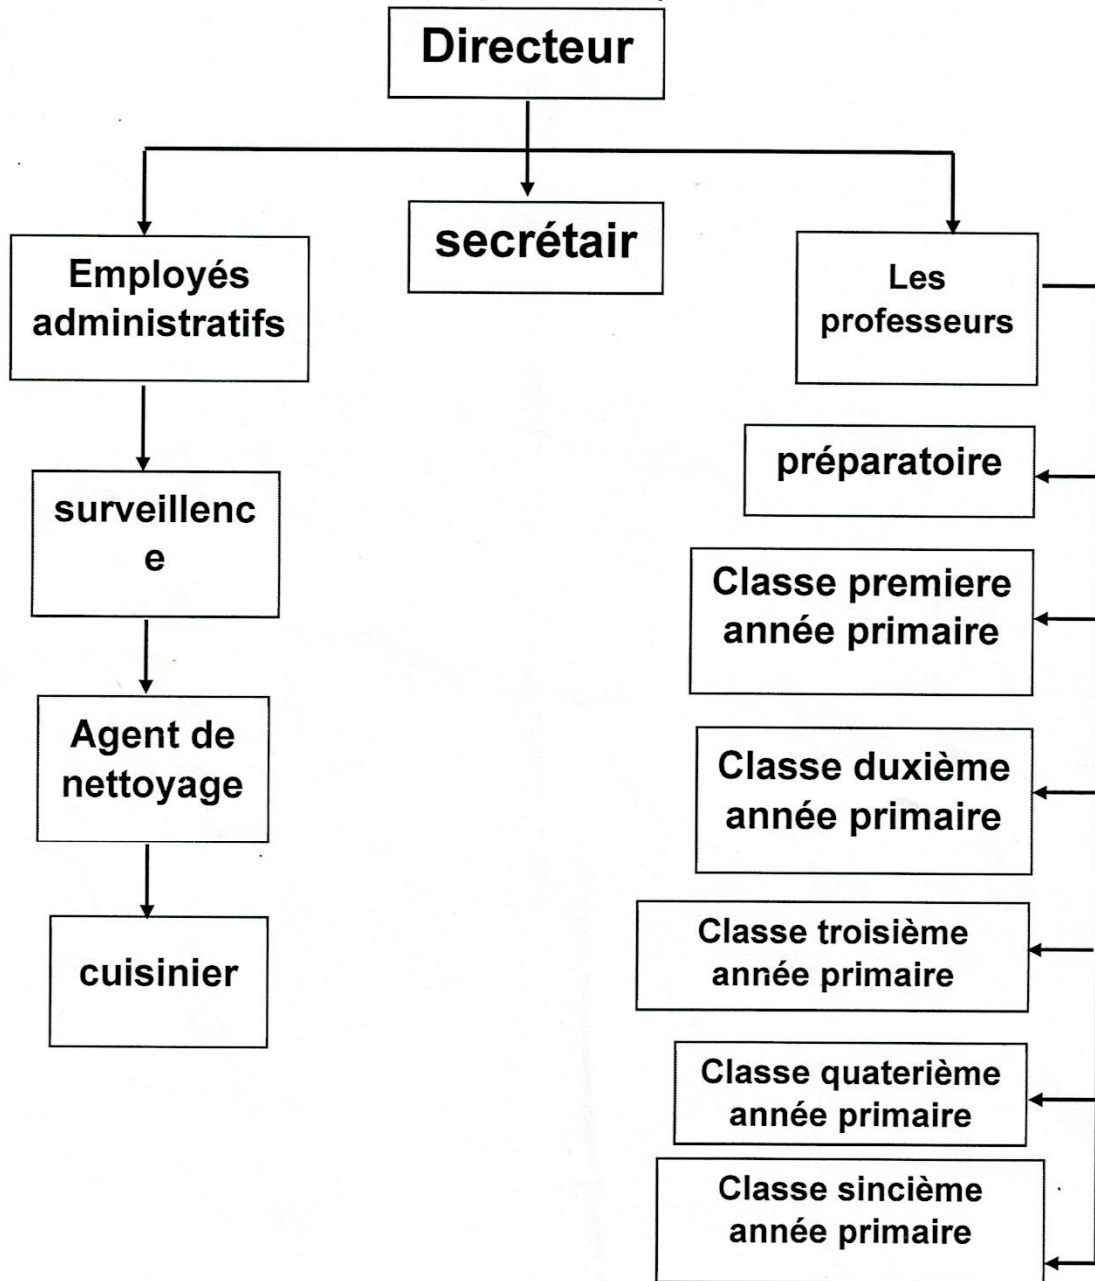 Directeur
secrétair
Employés
administratifs
Les
professeurs
surveillenc
e
préparatoire
Classe premiere
année primaire
Agent de
nettoyage
Classe duxième
année primaire
cuisinier
Classe troisième
année primaire
Classe quaterième
année primaire
Classe sincième
année primaire